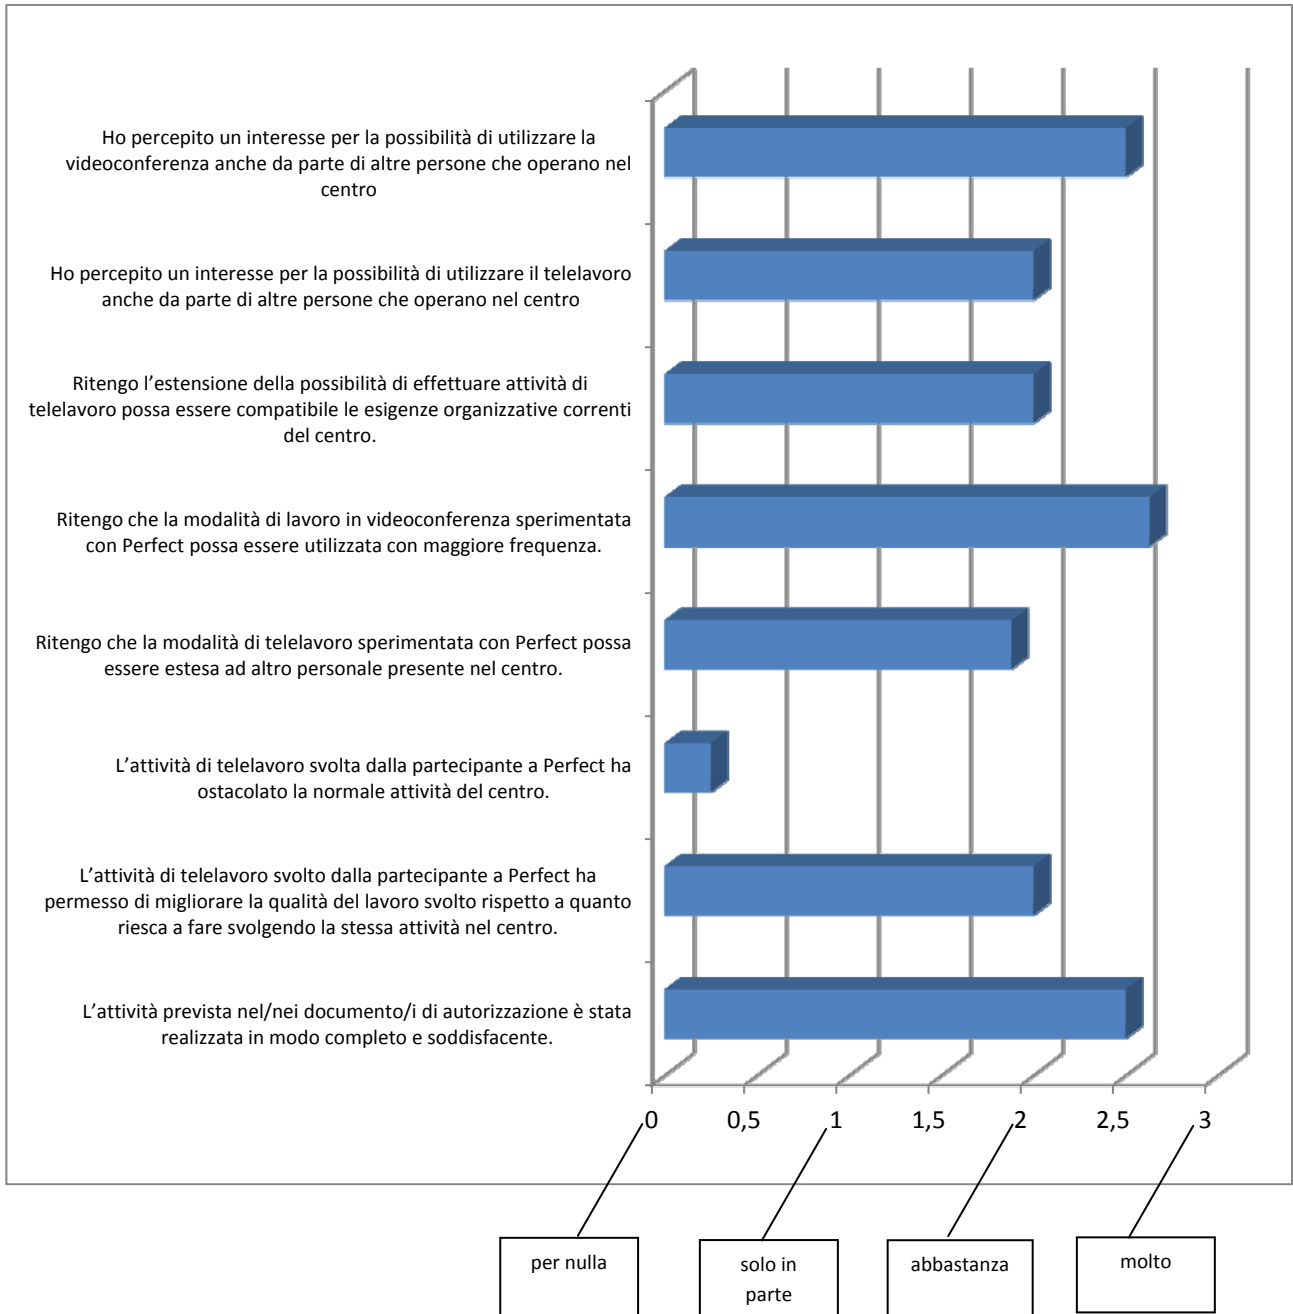 Ho percepito un interesse per la possibilità di utilizzare la
videoconferenza anche da parte di altre persone che operano nel
centro
Ho percepito un interesse per la possibilità di utilizzare il telelavoro
anche da parte di altre persone che operano nel centro
Ritengo l’estensione della possibilità di effettuare attività di
telelavoro possa essere compatibile le esigenze organizzative correnti
del centro.
Ritengo che la modalità di lavoro in videoconferenza sperimentata
con Perfect possa essere utilizzata con maggiore frequenza.
Ritengo che la modalità di telelavoro sperimentata con Perfect possa
essere estesa ad altro personale presente nel centro.
L’attività di telelavoro svolta dalla partecipante a Perfect ha
ostacolato la normale attività del centro.
L’attività di telelavoro svolto dalla partecipante a Perfect ha
permesso di migliorare la qualità del lavoro svolto rispetto a quanto
riesca a fare svolgendo la stessa attività nel centro.
L’attività prevista nel/nei documento/i di autorizzazione è stata
realizzata in modo completo e soddisfacente.
0 0,5 1 1,5 2 2,5 3
per nulla
solo in
parte
abbastanza
molto